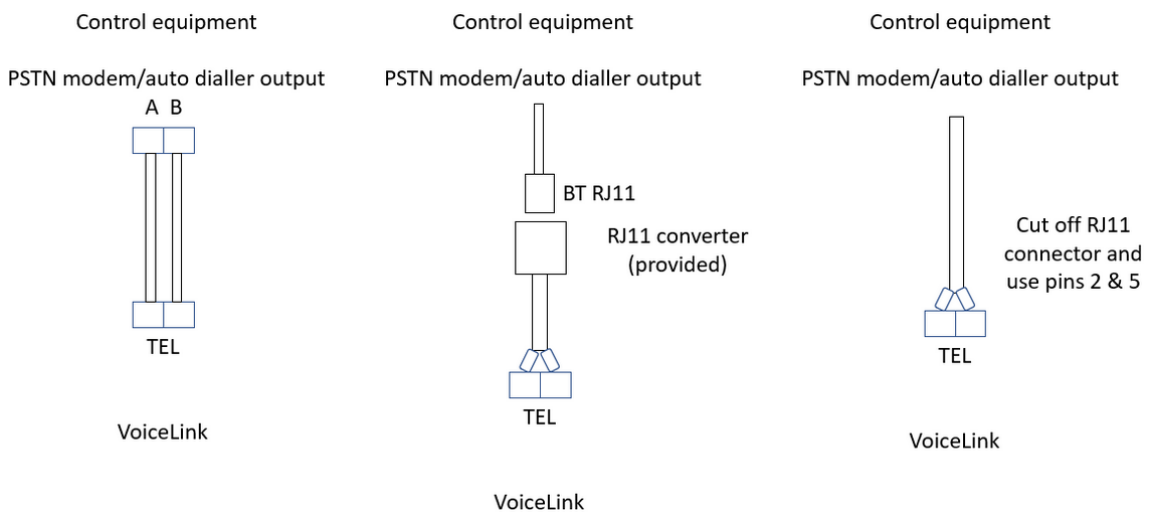 Control equipment
PSTN modem/auto dialler output
A B
TEL
VoiceLink
Control equipment
PSTN modem/auto dialler output
BT RJ11
RJ11 converter
(provided)
TEL
VoiceLink
Control equipment
PSTN modem/auto dialler output
Cut off RJ11
connector and
use pins 2 & 5
TEL
VoiceLink